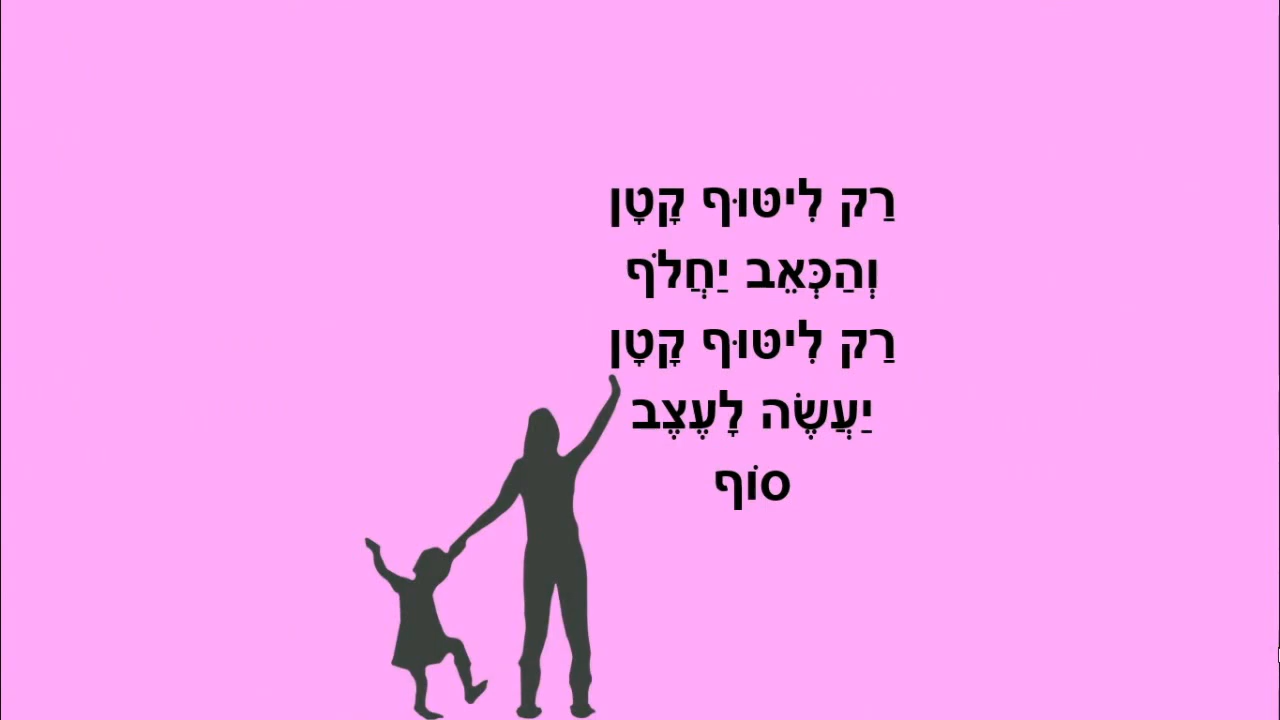 רַק לִיטּוּף קָטָן
וְהַכְּאֵב יַחֲלֹף
רַק לִיטּוּף קָטָן
יַעֲשֶׂה לָעֶצֶב
סוֹף